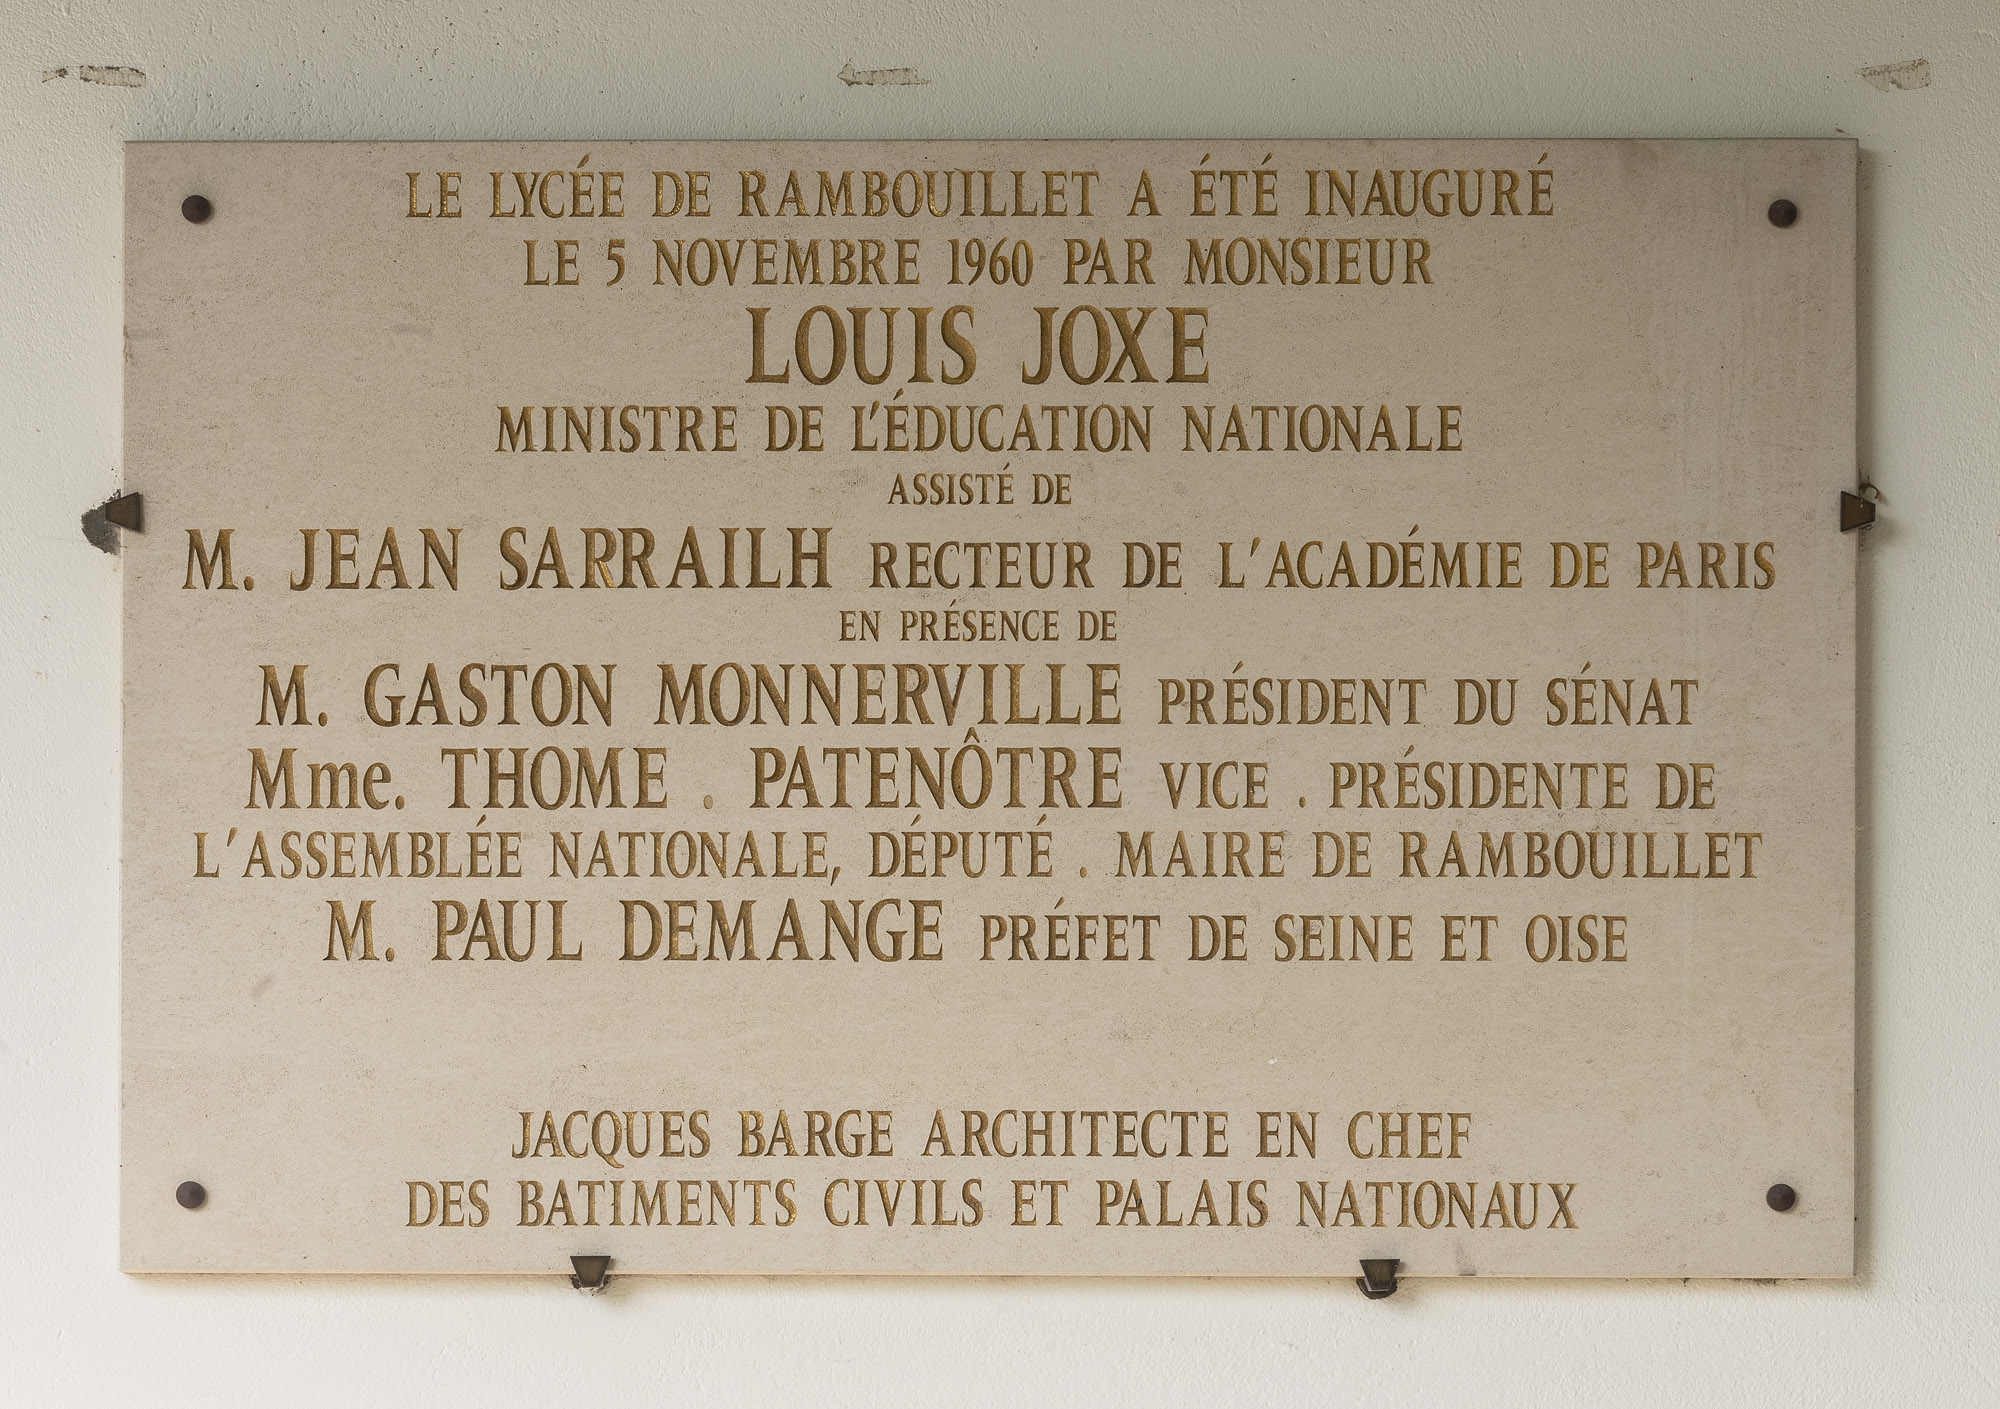 LE LYCÉE DE RAMBOUILLET A ÉTÉ INAUGURÉ
LE 5 NOVEMBRE 1960 PAR MONSIEUR
LOUIS JOXE
MINISTRE DE L'ÉDUCATION NATIONALE
ASSISTÉ DE
M. JEAN SARRAILH RECTEUR DE L'ACADÉMIE DE PARIS
EN PRÉSENCE DE
M. GASTON MONNERVILLE PRÉSIDENT DU SÉNAT
Mme. THOME . PATENÔTRE VICE . PRÉSIDENTE DE
L'ASSEMBLÉE NATIONALE, DÉPUTÉ . MAIRE DE RAMBOUILLET
M. PAUL DEMANGE PRÉFET DE SEINE ET OISE
JACQUES BARGE ARCHITECTE EN CHEF
DES BATIMENTS CIVILS ET PALAIS NATIONAUX